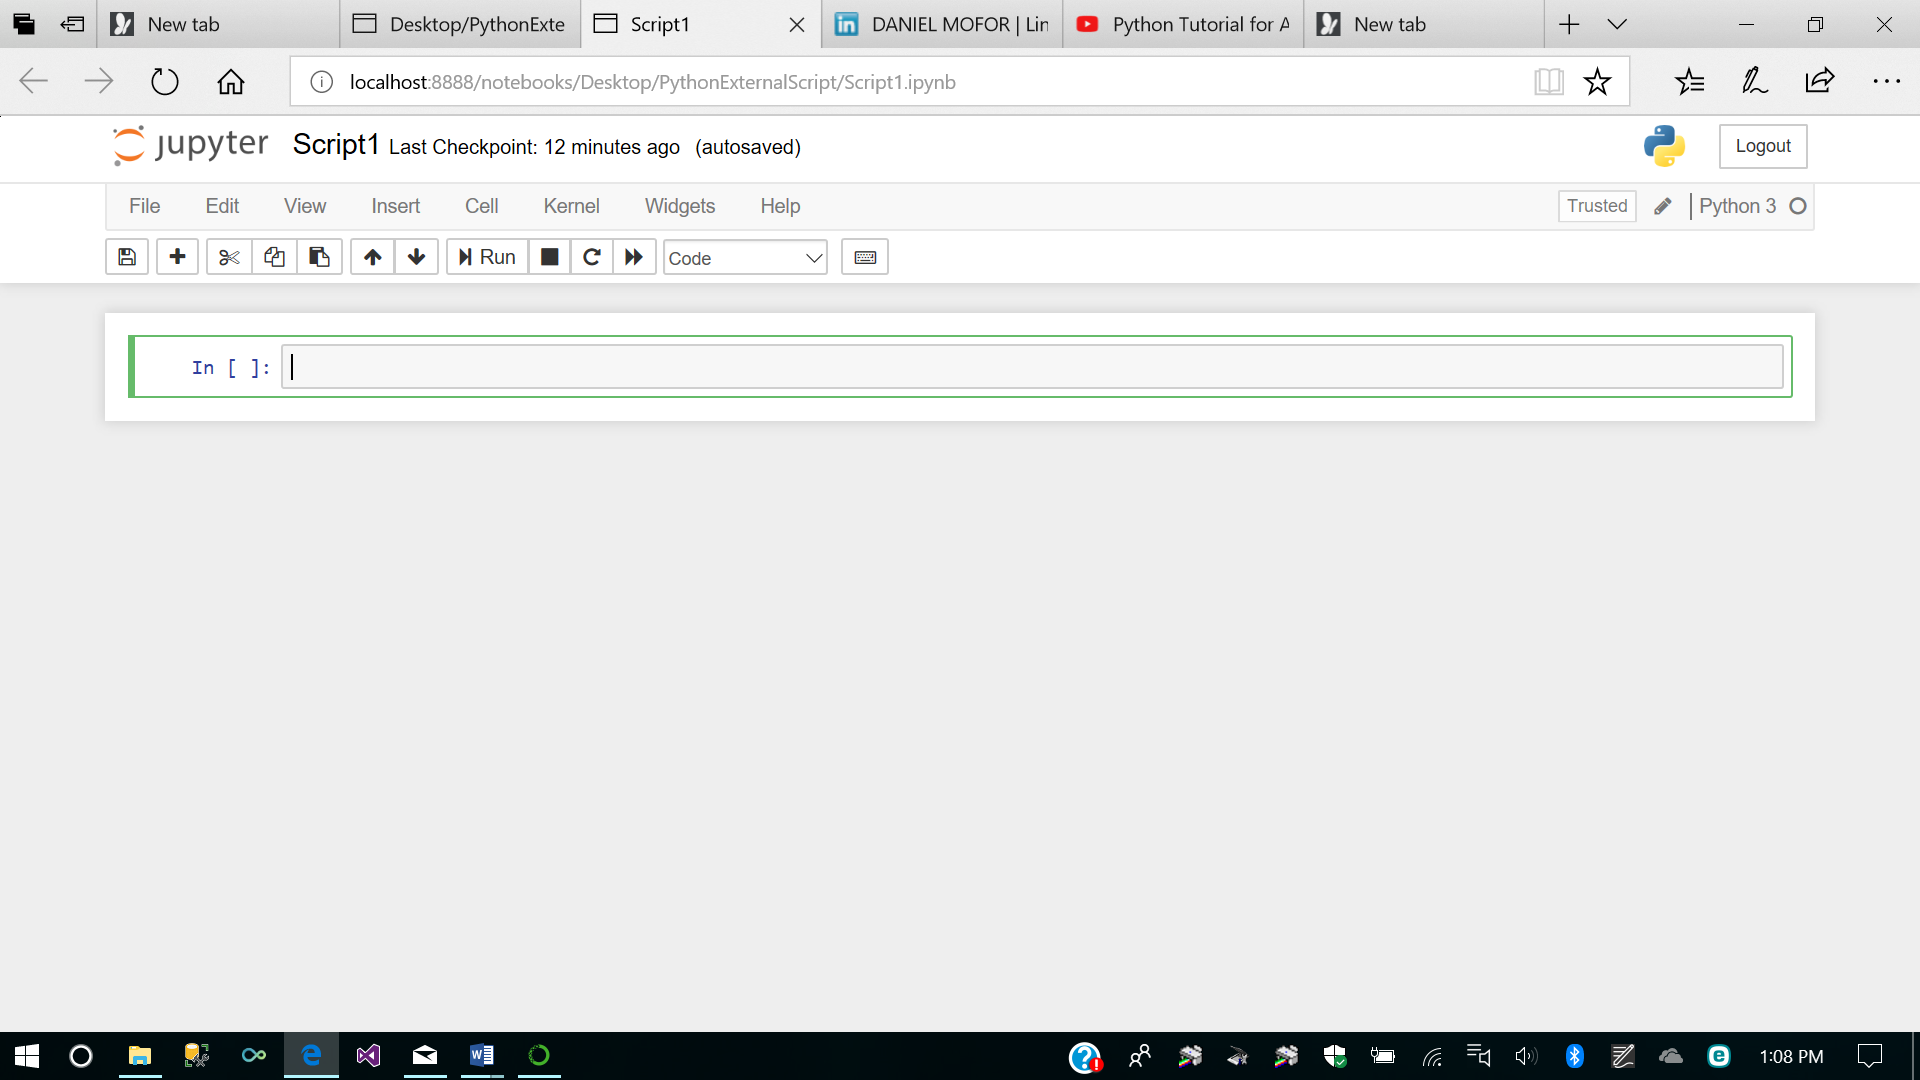 New tab
Desktop/PythonExte
Script1
DANIEL MOFOR | Lin
Python Tutorial for A
New tab
localhost:8888/notebooks/Desktop/PythonExternalScript/Script1.ipynb
jupyter Script1 Last Checkpoint: 12 minutes ago (autosaved)
Logout
File Edit View Insert Cell Kernel Widgets Help
Trusted
Python 3
Run
Code
In [ ]:
1:08 PM